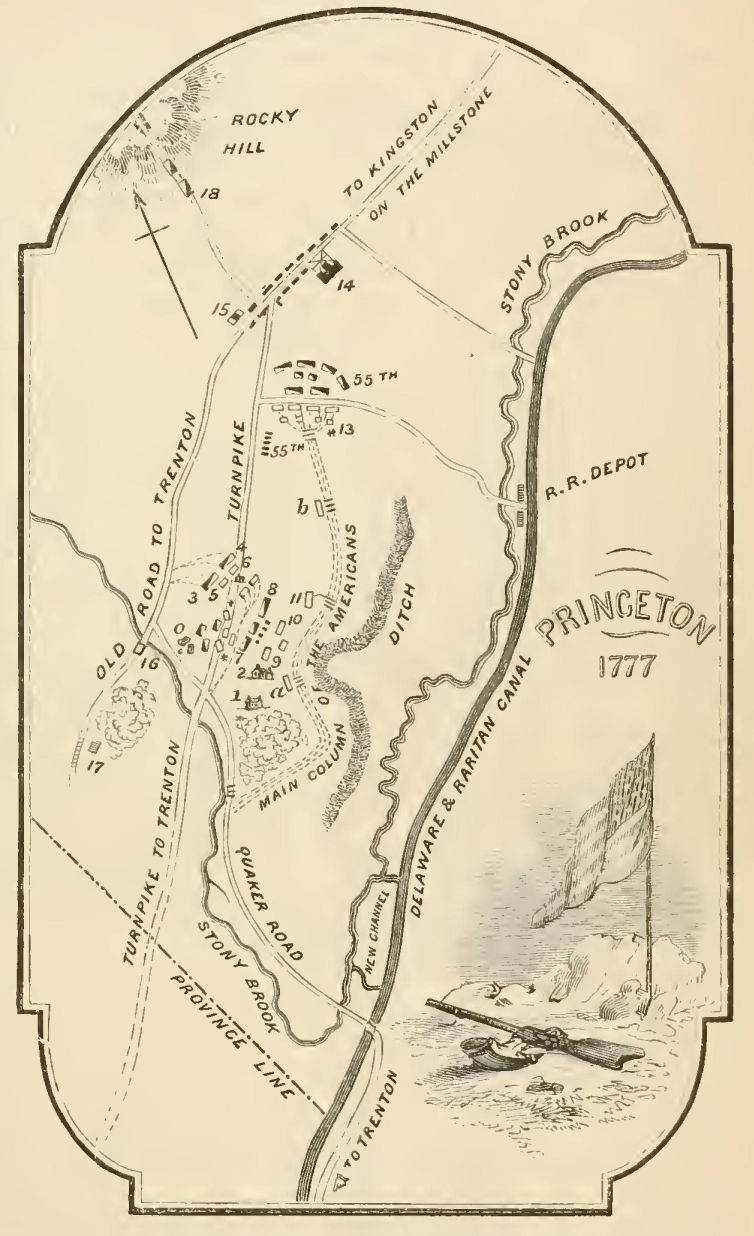 ROCKY
HILL
TO KINGSTON
ON THE MILLSTONE
18
STONY BROOK
14
15
55TH
#13
55TH
OLD ROAD TO TRENTON
TURNPIKE
R.R. DEPOT
b
4
6
3
5
8
11
10
MAIN COLUMN OF THE AMERICANS
DITCH
PRINCETON
1777
16
2
9
a
1
17
TURNPIKE TO TRENTON
DELAWARE & RARITAN CANAL
QUAKER ROAD
NEW CHANNEL
STONY BROOK
PROVINCE LINE
TO TRENTON